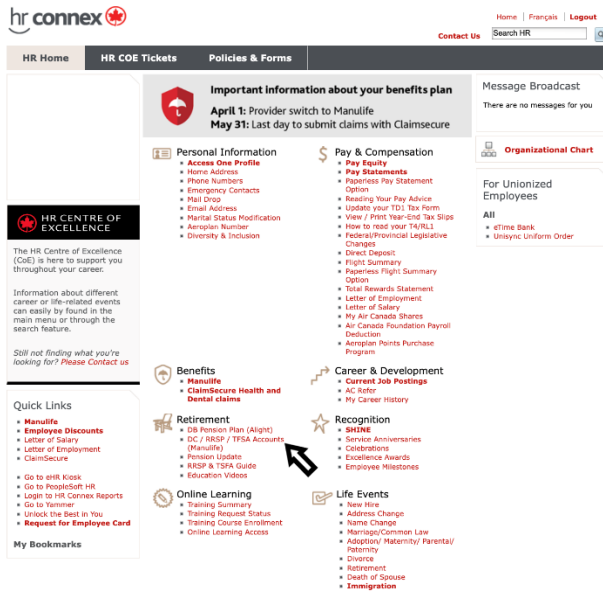 hr connex
Home | Français | Logout
Contact Us
Search HR
HR Home
HR COE Tickets
Policies & Forms
Important information about your benefits plan
April 1: Provider switch to Manulife
May 31: Last day to submit claims with Claimsecure
Message Broadcast
There are no messages for you
Organizational Chart
For Unionized
Employees
All
eTime Bank
Unisync Uniform Order
HR CENTRE OF
EXCELLENCE
The HR Centre of Excellence
(CoE) is here to support you
throughout your career.
Information about different
career or life-related events
can easily by found in the
main menu or through the
search feature.
Still not finding what you're
looking for? Please Contact us
Quick Links
Manulife
Employee Discounts
Letter of Salary
Letter of Employment
ClaimSecure
Go to eHR Kiosk
Go to PeopleSoft HR
Login to HR Connex Reports
Go to Yammer
Unlock the Best in You
Request for Employee Card
My Bookmarks
Personal Information
Access One Profile
Home Address
Phone Numbers
Emergency Contacts
Mail Drop
Email Address
Marital Status Modification
Aeroplan Number
Diversity & Inclusion
Pay & Compensation
Pay Equity
Pay Statements
Paperless Pay Statement
Option
Reading Your Pay Advice
Update your TD1 Tax Form
View / Print Year-End Tax Slips
How to read your T4/RL1
Federal/Provincial Legislative
Changes
Direct Deposit
Flight Summary
Paperless Flight Summary
Option
Total Rewards Statement
Letter of Employment
Letter of Salary
My Air Canada Shares
Air Canada Foundation Payroll
Deduction
Aeroplan Points Purchase
Program
Benefits
Manulife
ClaimSecure Health and
Dental claims
Career & Development
Current Job Postings
AC Refer
My Career History
Retirement
DB Pension Plan (Alight)
DC / RRSP / TFSA Accounts
(Manulife)
Pension Update
RRSP & TSFA Guide
Education Videos
Recognition
SHINE
Service Anniversaries
Celebrations
Excellence Awards
Employee Milestones
Online Learning
Training Summary
Training Request Status
Training Course Enrollment
Online Learning Access
Life Events
New Hire
Address Change
Name Change
Marriage/Common Law
Adoption/ Maternity/ Parental/
Paternity
Divorce
Retirement
Death of Spouse
Immigration